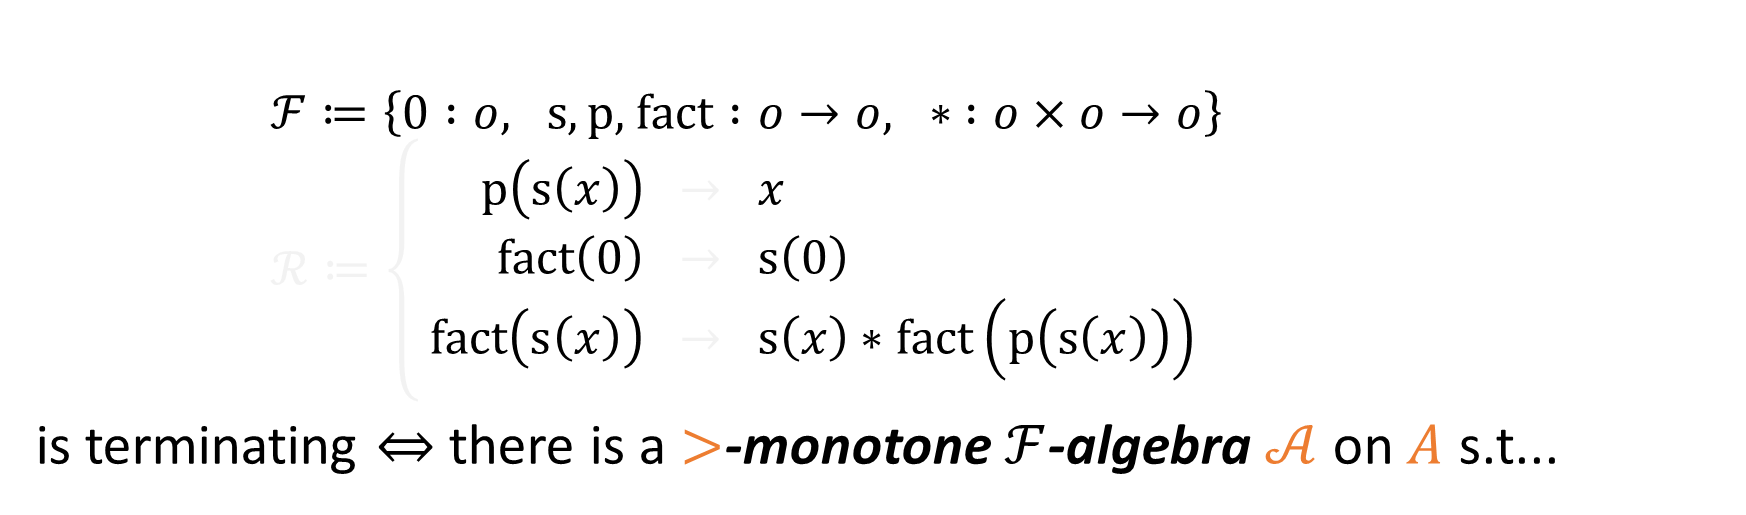 ℱ ≔ {0 : o, s, p, fact : o → o, * : o × o → o}
p(s(x)) → x
ℛ ≔ { fact(0) → s(0)
fact(s(x)) → s(x) * fact(p(s(x)))
is terminating ⟺ there is a >-monotone ℱ-algebra 𝒜 on A s.t...